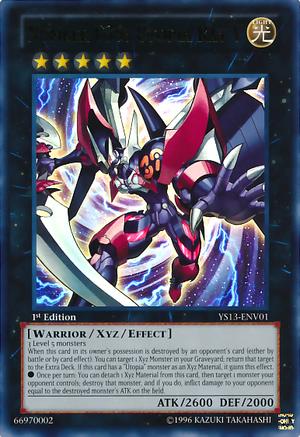 LIGHT
光
1st Edition
YS13-ENV01
[WARRIOR / XYZ / EFFECT]
3 Level 5 monsters
When this card in its owner's possession is destroyed by an opponent's card (either by
battle or by card effect): You can target 1 Xyz Monster in your Graveyard; return that
target to the Extra Deck. If this card has a "Utopia" monster as an Xyz Material, it gains this effect.
● Once per turn: You can detach 1 Xyz Material from this card, then target 1 monster your
opponent controls; destroy that monster, and if you do, inflict damage to your opponent
equal to the destroyed monster's ATK on the field.
ATK/2600 DEF/2000
66970002
©1996 KAZUKI TAKAHASHI